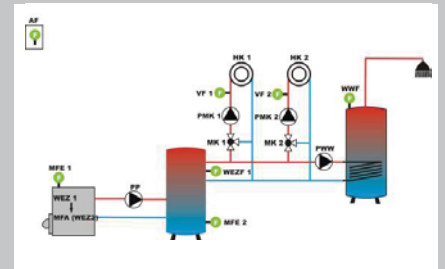 AF
F
HK 1
HK 2
VF 1 F
VF 2 F
WWF
F
PMK 1
PMK 2
MK 1
MK 2
PWW
MFE 1
F
PP
F WEZF 1
WEZ 1
MFA (WEZ2)
F MFE 2